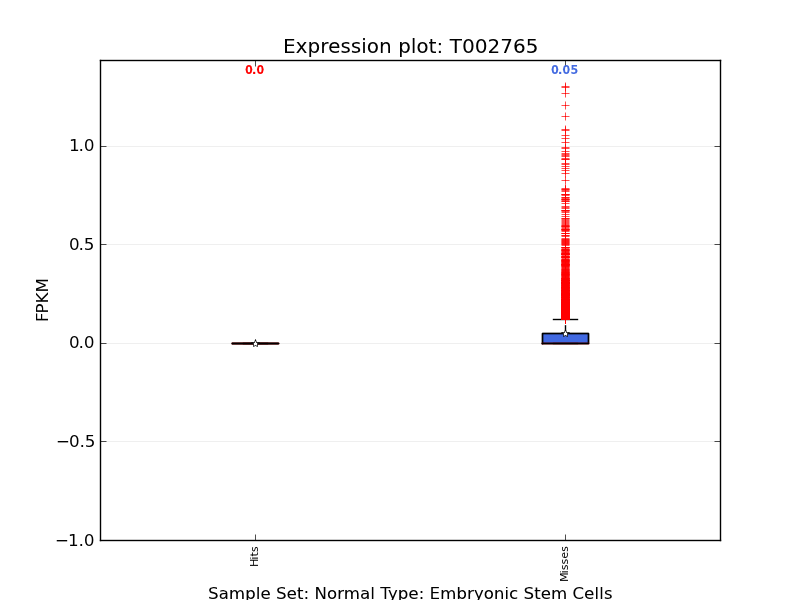 Expression plot: T002765
0.0
0.05
1.0
0.5
0.0
−0.5
−1.0
FPKM
Hits
Misses
Sample Set: Normal Type: Embryonic Stem Cells